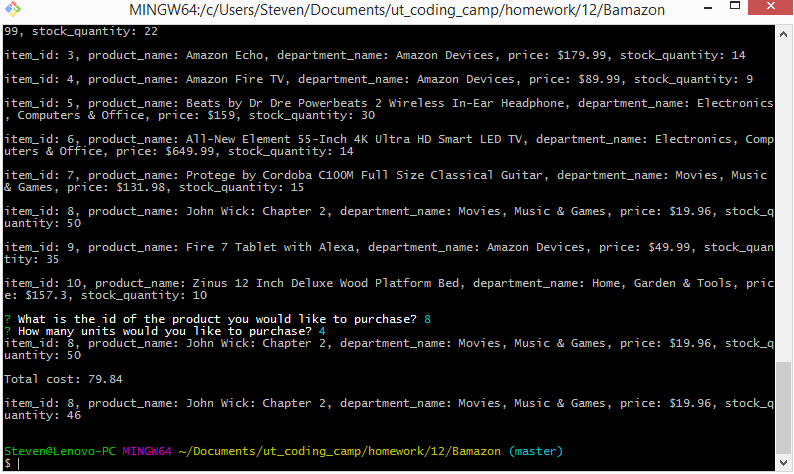 MINGW64:/c/Users/Steven/Documents/ut_coding_camp/homework/12/Bamazon
99, stock_quantity: 22
item_id: 3, product_name: Amazon Echo, department_name: Amazon Devices, price: $179.99, stock_quantity: 14
item_id: 4, product_name: Amazon Fire TV, department_name: Amazon Devices, price: $89.99, stock_quantity: 9
item_id: 5, product_name: Beats by Dr Dre Powerbeats 2 Wireless In-Ear Headphone, department_name: Electronics
, Computers & Office, price: $159, stock_quantity: 30
item_id: 6, product_name: All-New Element 55-Inch 4K Ultra HD Smart LED TV, department_name: Electronics, Comp
uters & Office, price: $649.99, stock_quantity: 14
item_id: 7, product_name: Protege by Cordoba C100M Full Size Classical Guitar, department_name: Movies, Music
& Games, price: $131.98, stock_quantity: 15
item_id: 8, product_name: John Wick: Chapter 2, department_name: Movies, Music & Games, price: $19.96, stock_q
uantity: 50
item_id: 9, product_name: Fire 7 Tablet with Alexa, department_name: Amazon Devices, price: $49.99, stock_quan
tity: 35
item_id: 10, product_name: Zinus 12 Inch Deluxe Wood Platform Bed, department_name: Home, Garden & Tools, pric
e: $157.3, stock_quantity: 10
? What is the id of the product you would like to purchase? 8
? How many units would you like to purchase? 4
item_id: 8, product_name: John Wick: Chapter 2, department_name: Movies, Music & Games, price: $19.96, stock_q
uantity: 50
Total cost: 79.84
item_id: 8, product_name: John Wick: Chapter 2, department_name: Movies, Music & Games, price: $19.96, stock_q
uantity: 46
Steven@Lenovo-PC MINGW64 ~/Documents/ut_coding_camp/homework/12/Bamazon (master)
$